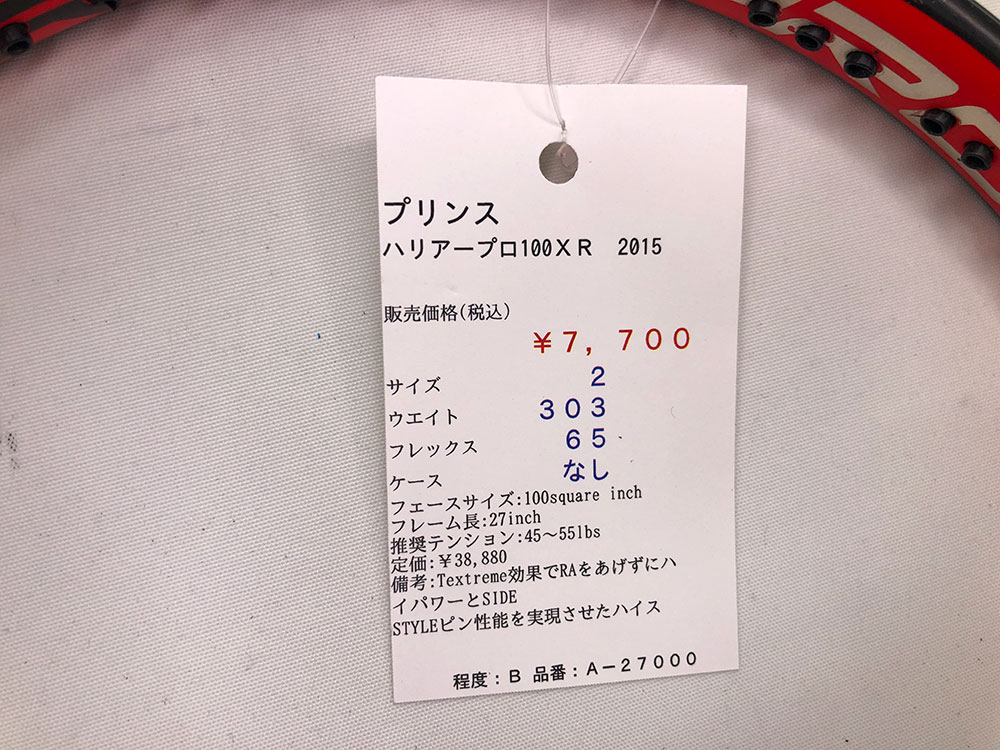 プリンス
ハリアープロ100XR 2015
販売価格(税込)
¥7,700
サイズ 2
ウエイト 303
フレックス 65
ケース なし
フェースサイズ:100square inch
フレーム長:27inch
推奨テンション:45~55lbs
定価:¥38,880
備考:Textreme効果でRAをあげずにハ
イパワーとSIDE
STYLEピン性能を実現させたハイス
程度:B 品番:A-27000